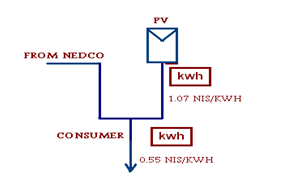 PV
FROM NEDCO
kwh
1.07 NIS/KWH
CONSUMER
kwh
0.55 NIS/KWH